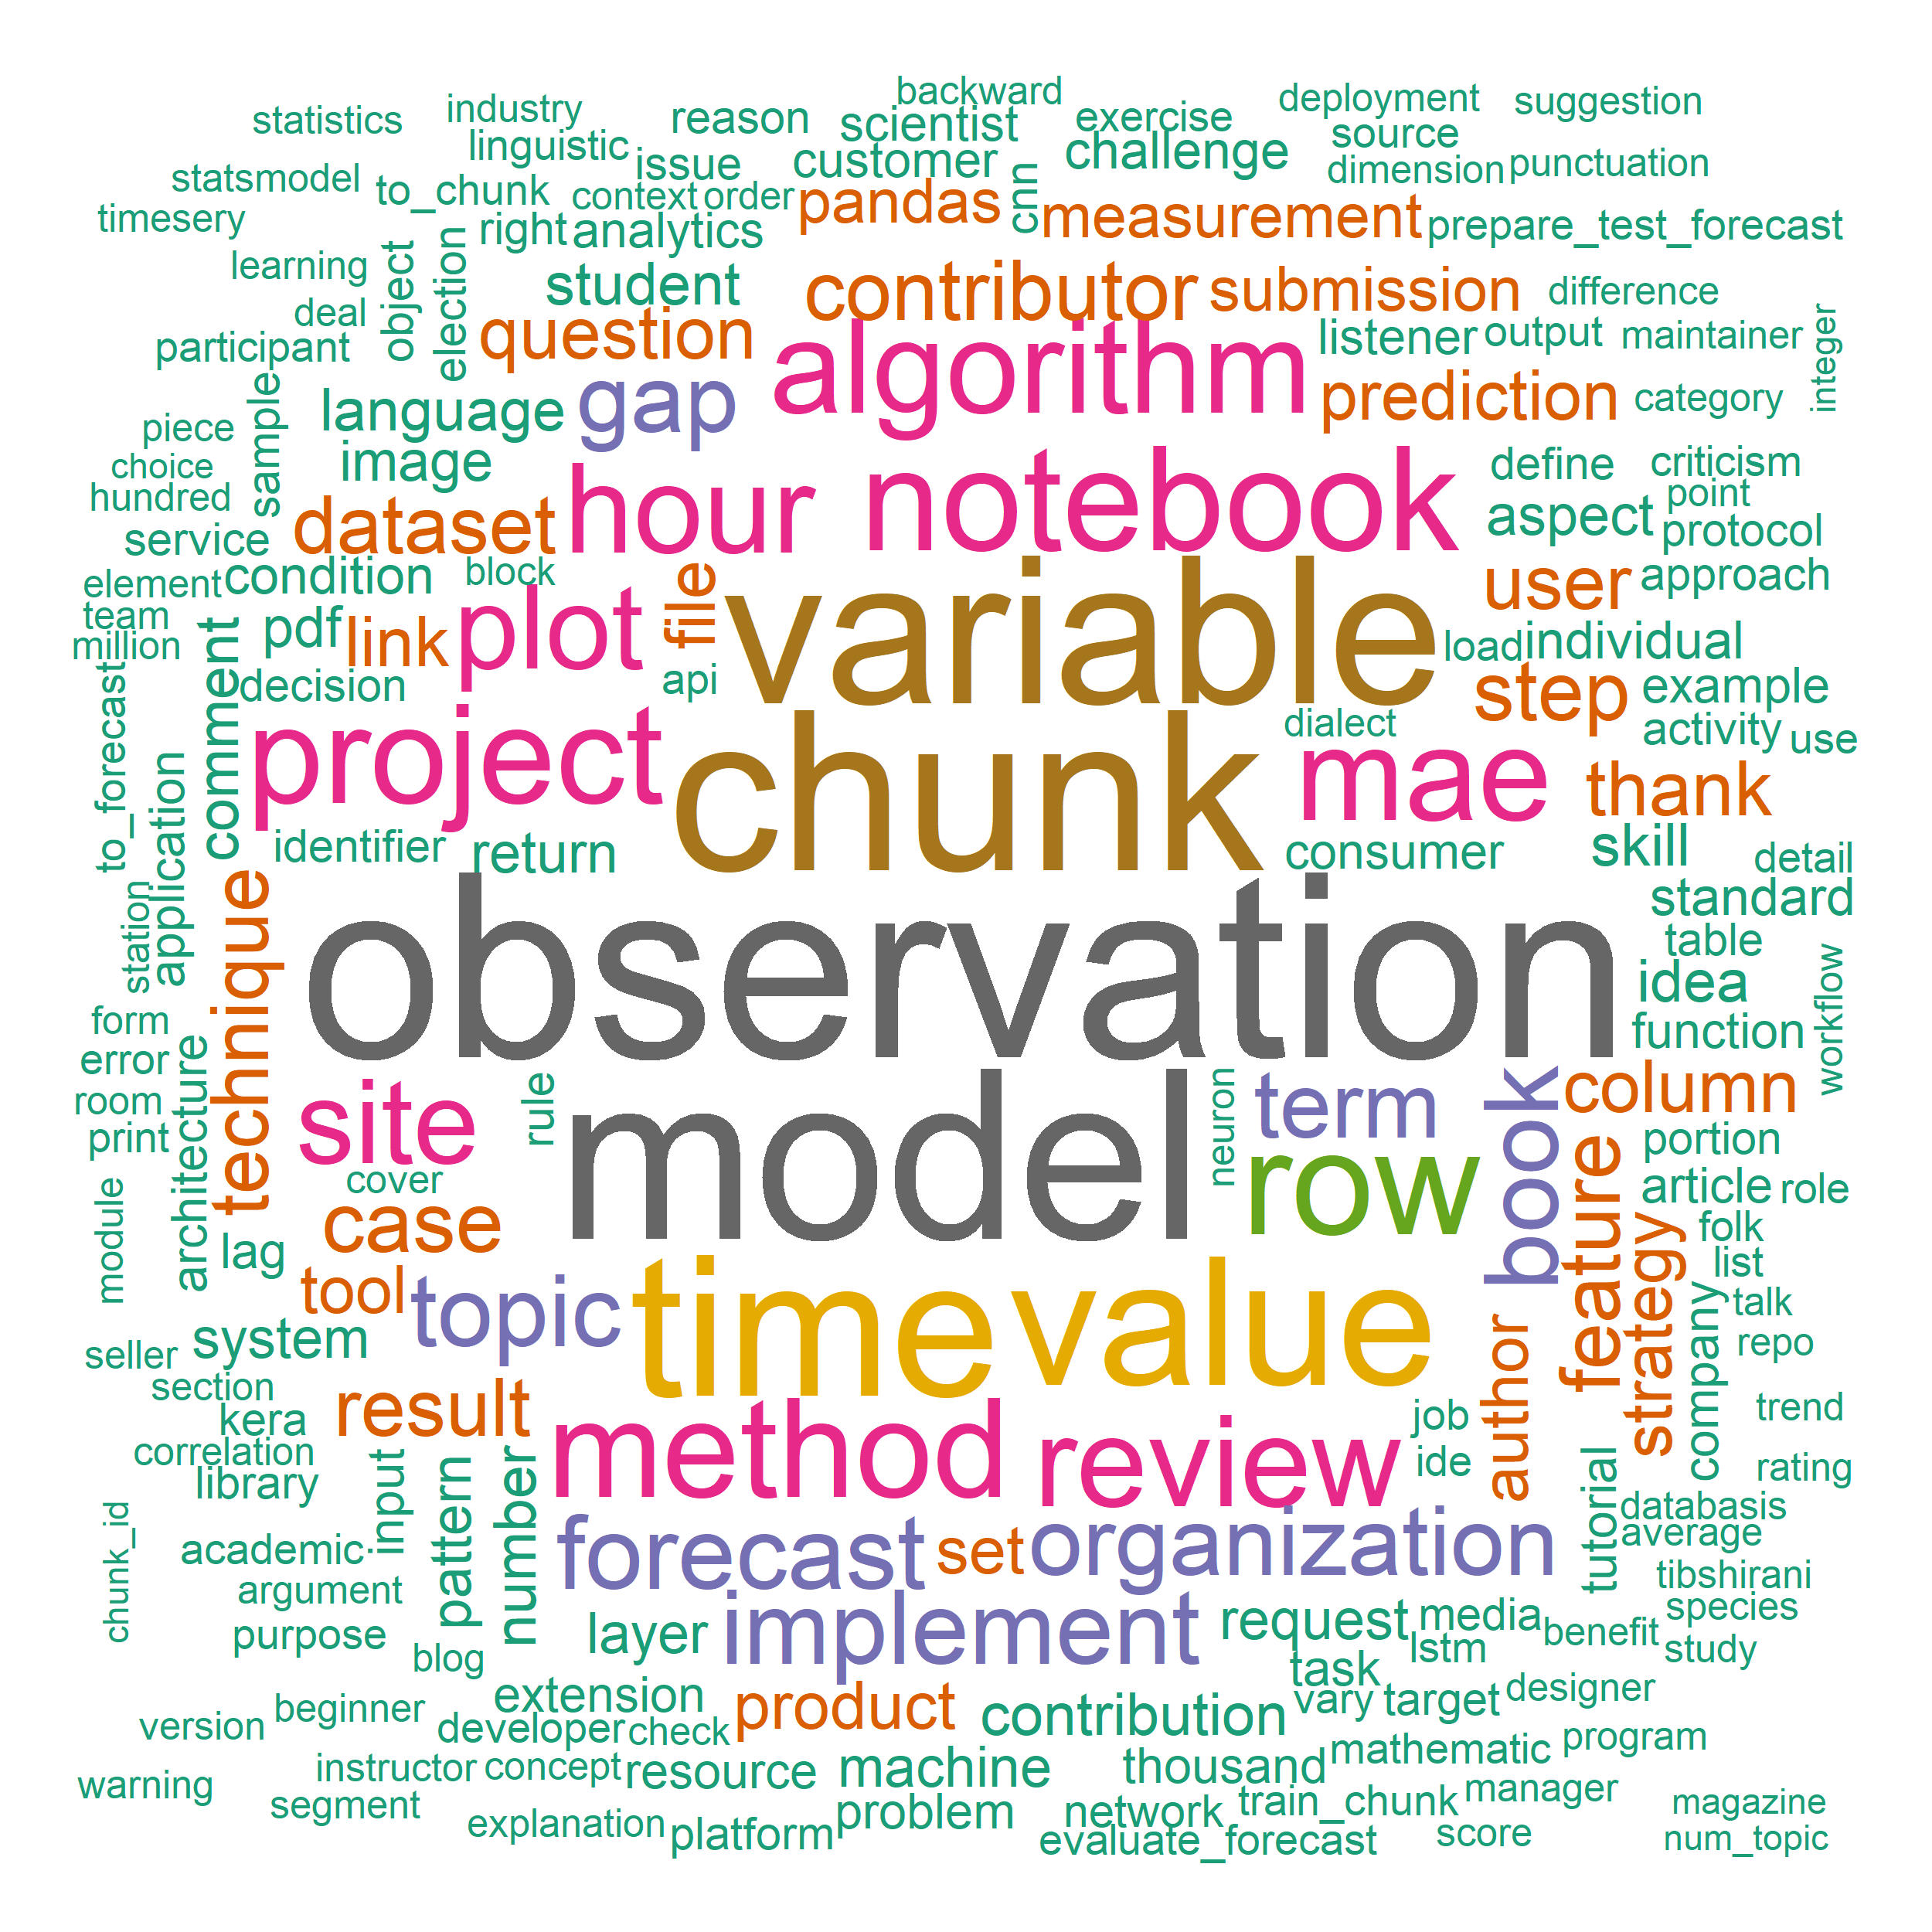 backward
statistics
industry
reason
scientist
exercise
deployment
suggestion
linguistic
issue
customer
challenge
source
statsmodel
to_chunk
context
order
pandas
cnn
measurement
dimension
punctuation
timesery
right
analytics
prepare_test_forecast
learning
object
election
student
contributor
submission
difference
deal
question
algorithm
listener
output
maintainer
integer
participant
language
gap
prediction
category
piece
sample
image
hour
notebook
define
criticism
choice
point
hundred
dataset
aspect
protocol
service
element
condition
block
file
variable
user
approach
team
pdf
link
plot
load
individual
million
comment
api
step
example
to_forecast
decision
dialect
activity
use
application
project
chunk
mae
thank
identifier
return
consumer
skill
detail
station
technique
observation
standard
table
idea
workflow
form
function
error
architecture
room
site
rule
model
neuron
term
book
column
print
row
portion
cover
feature
article
role
module
case
strategy
folk
lag
list
tool
topic
time
value
author
company
talk
system
repo
seller
section
result
method
review
job
trend
kera
correlation
ide
rating
library
input
pattern
number
tutorial
databasis
chunk_id
academic
forecast
set
organization
average
argument
tibshirani
purpose
layer
implement
request
media
benefit
species
blog
lstm
study
task
beginner
extension
product
contribution
vary
target
designer
version
developer
check
mathematic
program
warning
instructor
concept
resource
machine
thousand
manager
segment
explanation
platform
problem
network
train_chunk
score
magazine
evaluate_forecast
num_topic